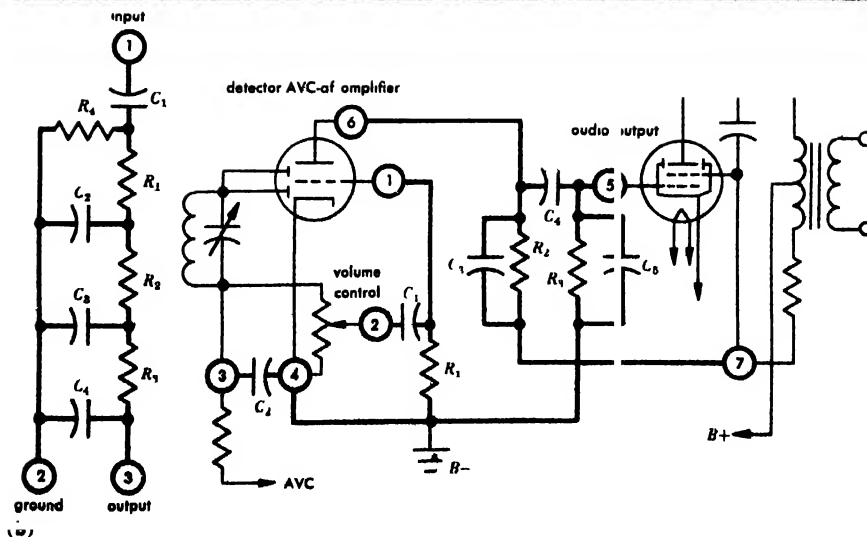 input
1
C1
R4
R1
C2
R2
C3
R3
C4
2
3
ground
output
(b)
detector AVC-af amplifier
6
1
volume
control
2
C1
3
C2
4
R1
AVC
B−
audio output
C4
5
C3
R2
R3
C5
7
B+